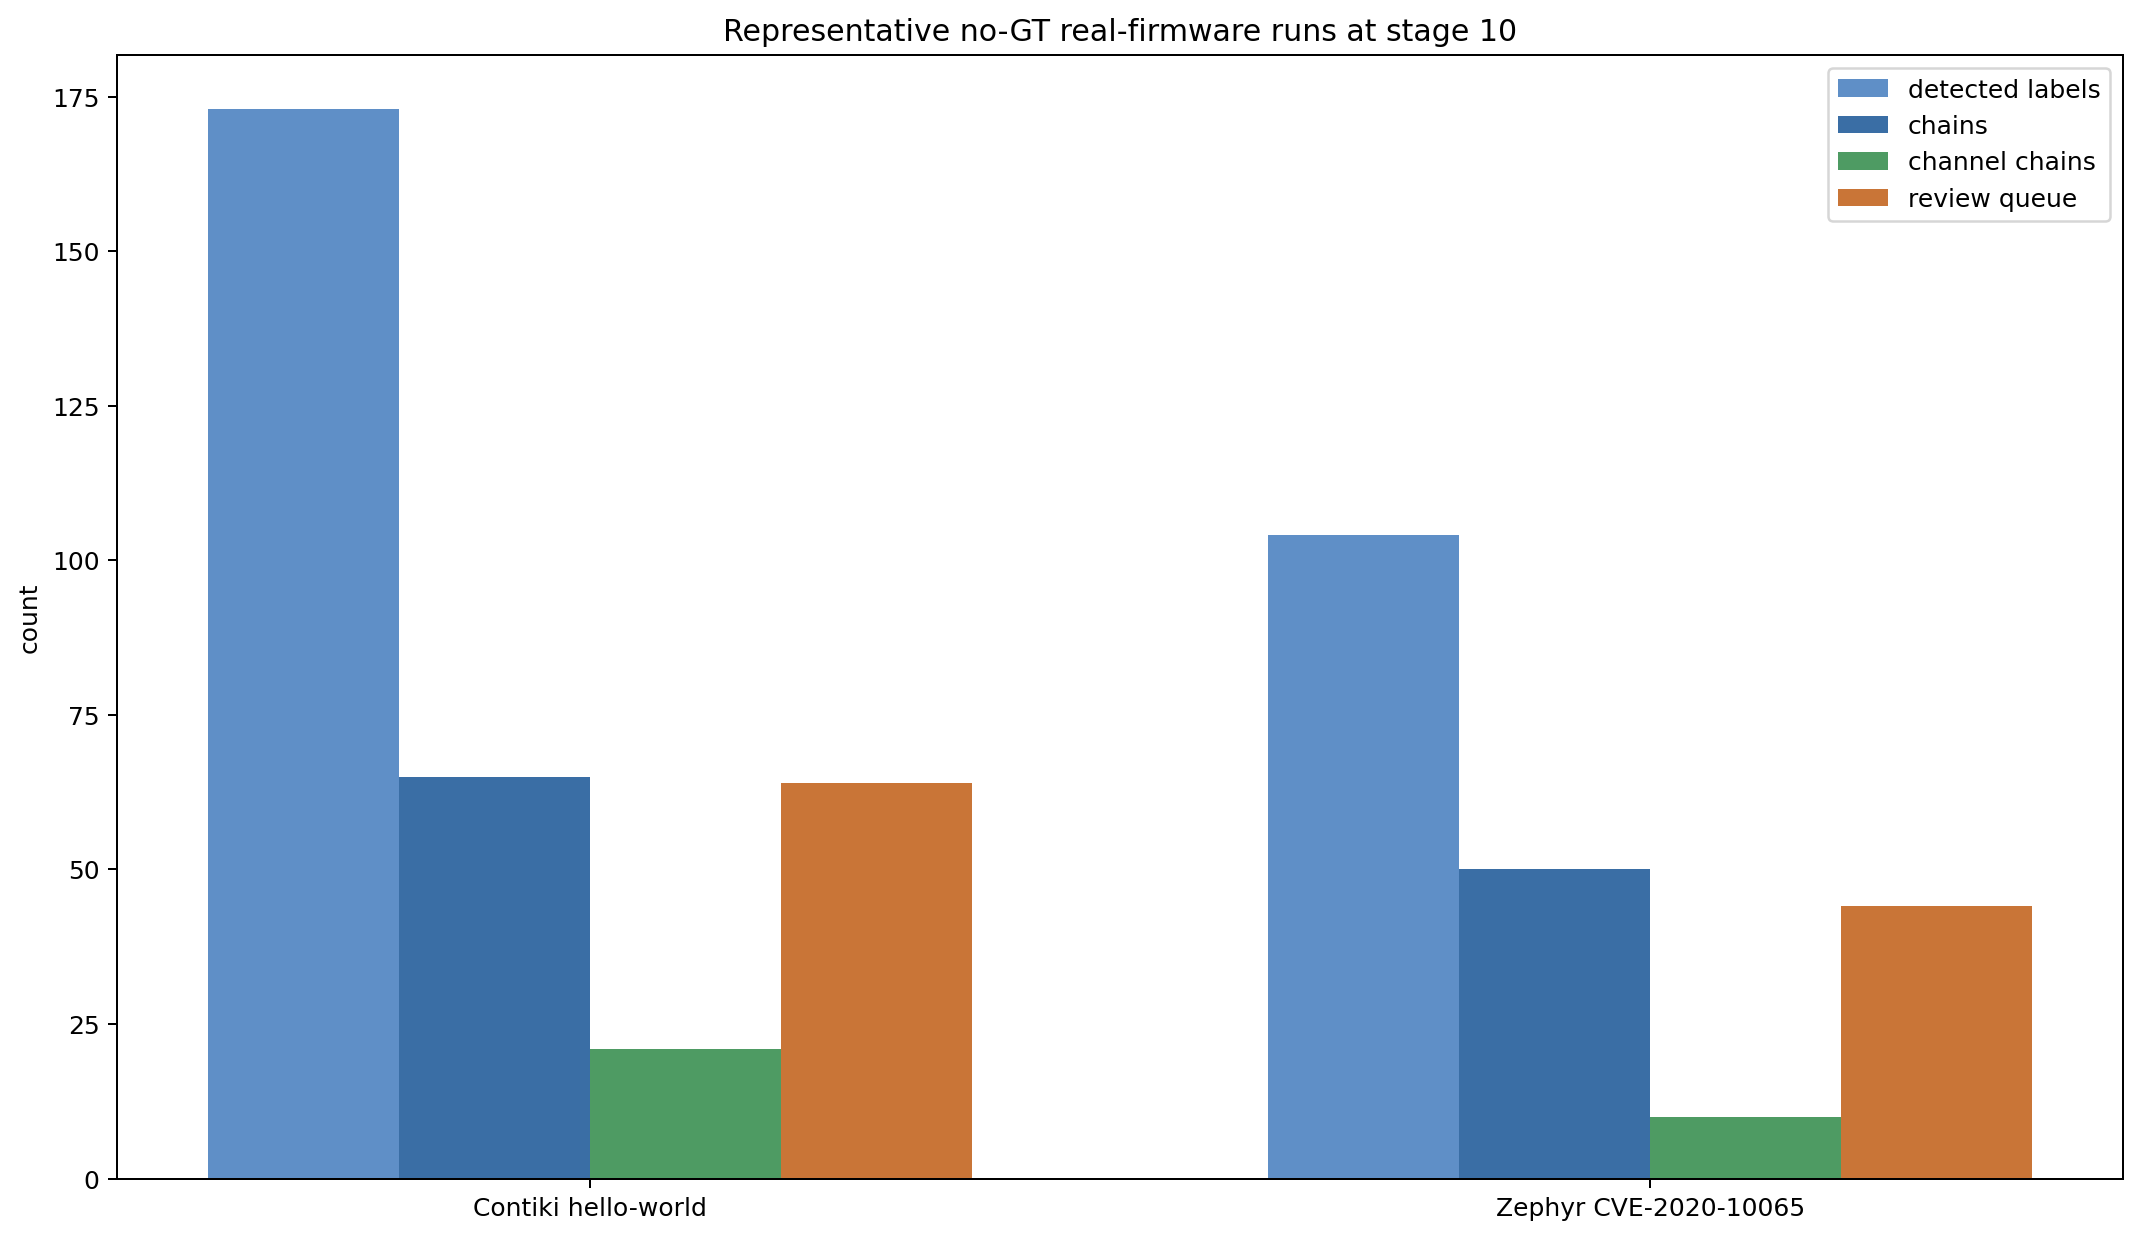 Representative no-GT real-firmware runs at stage 10
detected labels
chains
channel chains
review queue
175
150
125
100
75
50
25
0
count
Contiki hello-world
Zephyr CVE-2020-10065